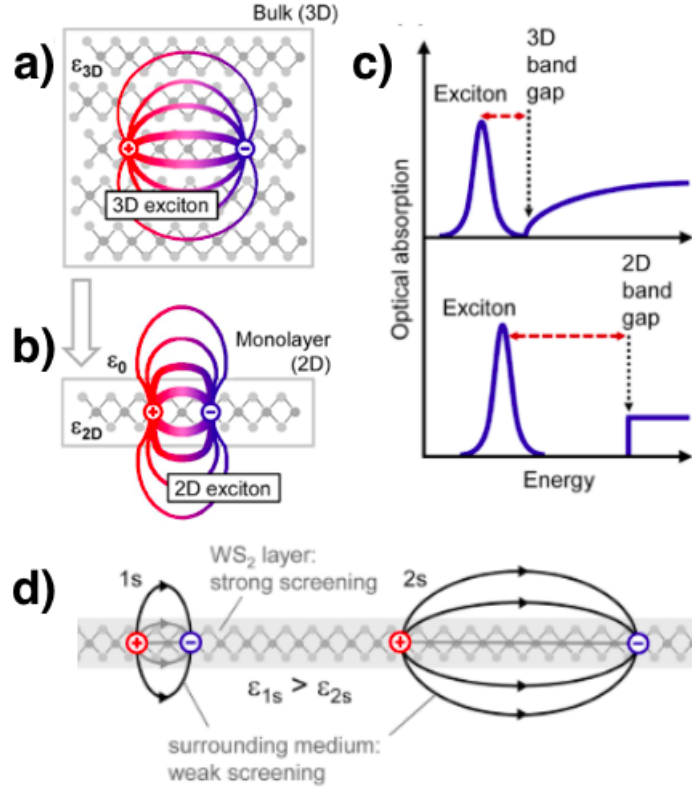 Bulk (3D)
a)
ε3D
+
−
3D exciton
b)
ε0
Monolayer
(2D)
+
−
ε2D
2D exciton
c)
3D
band
gap
Exciton
Optical absorption
2D
band
gap
Exciton
Energy
d)
WS2 layer:
strong screening
1s
2s
+
−
+
−
ε1s > ε2s
surrounding medium:
weak screening